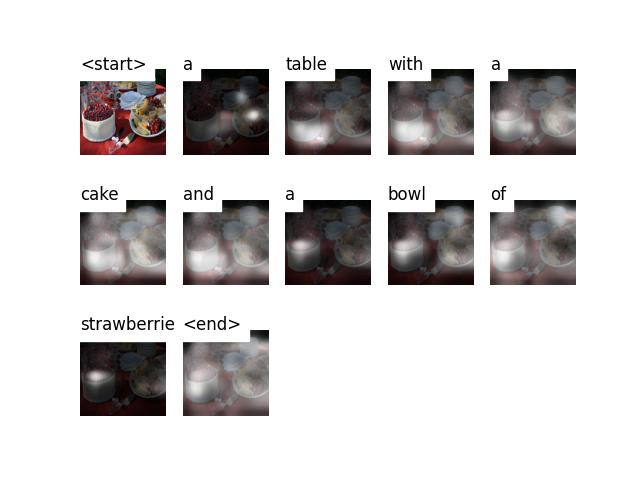 <start> a table with a
cake and a bowl of
strawberrie <end>